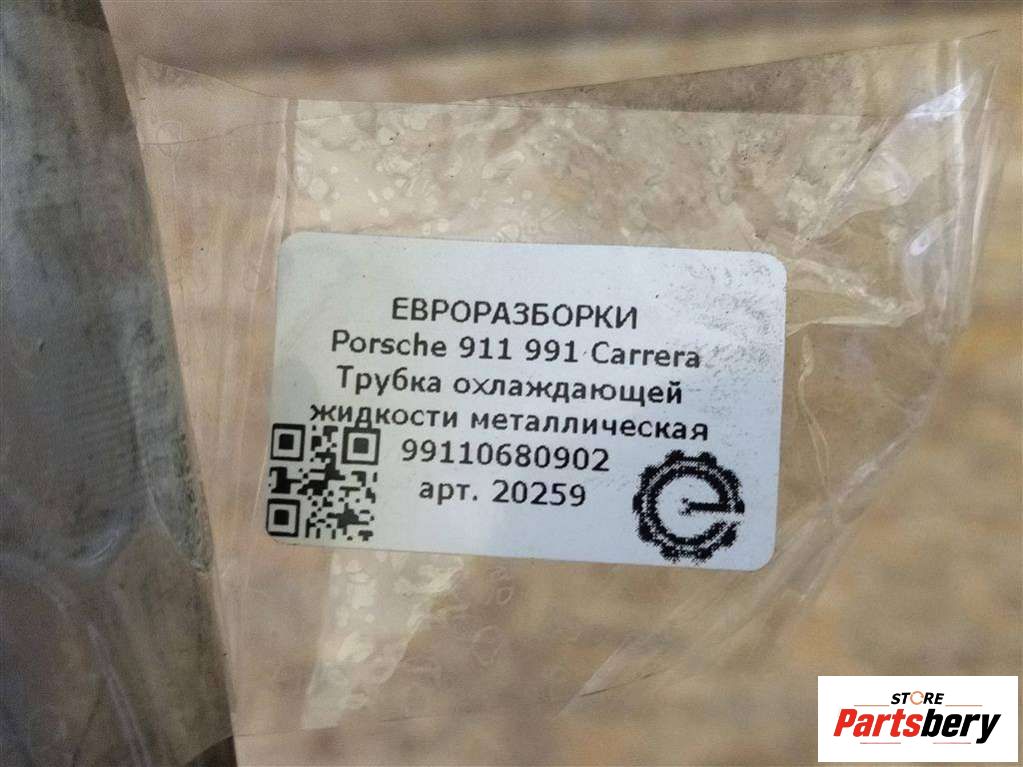 ЕВРОРАЗБОРКИ
Porsche 911 991 Carrera
Трубка охлаждающей
жидкости металлическая
99110680902
арт. 20259
STORE
Partsbery